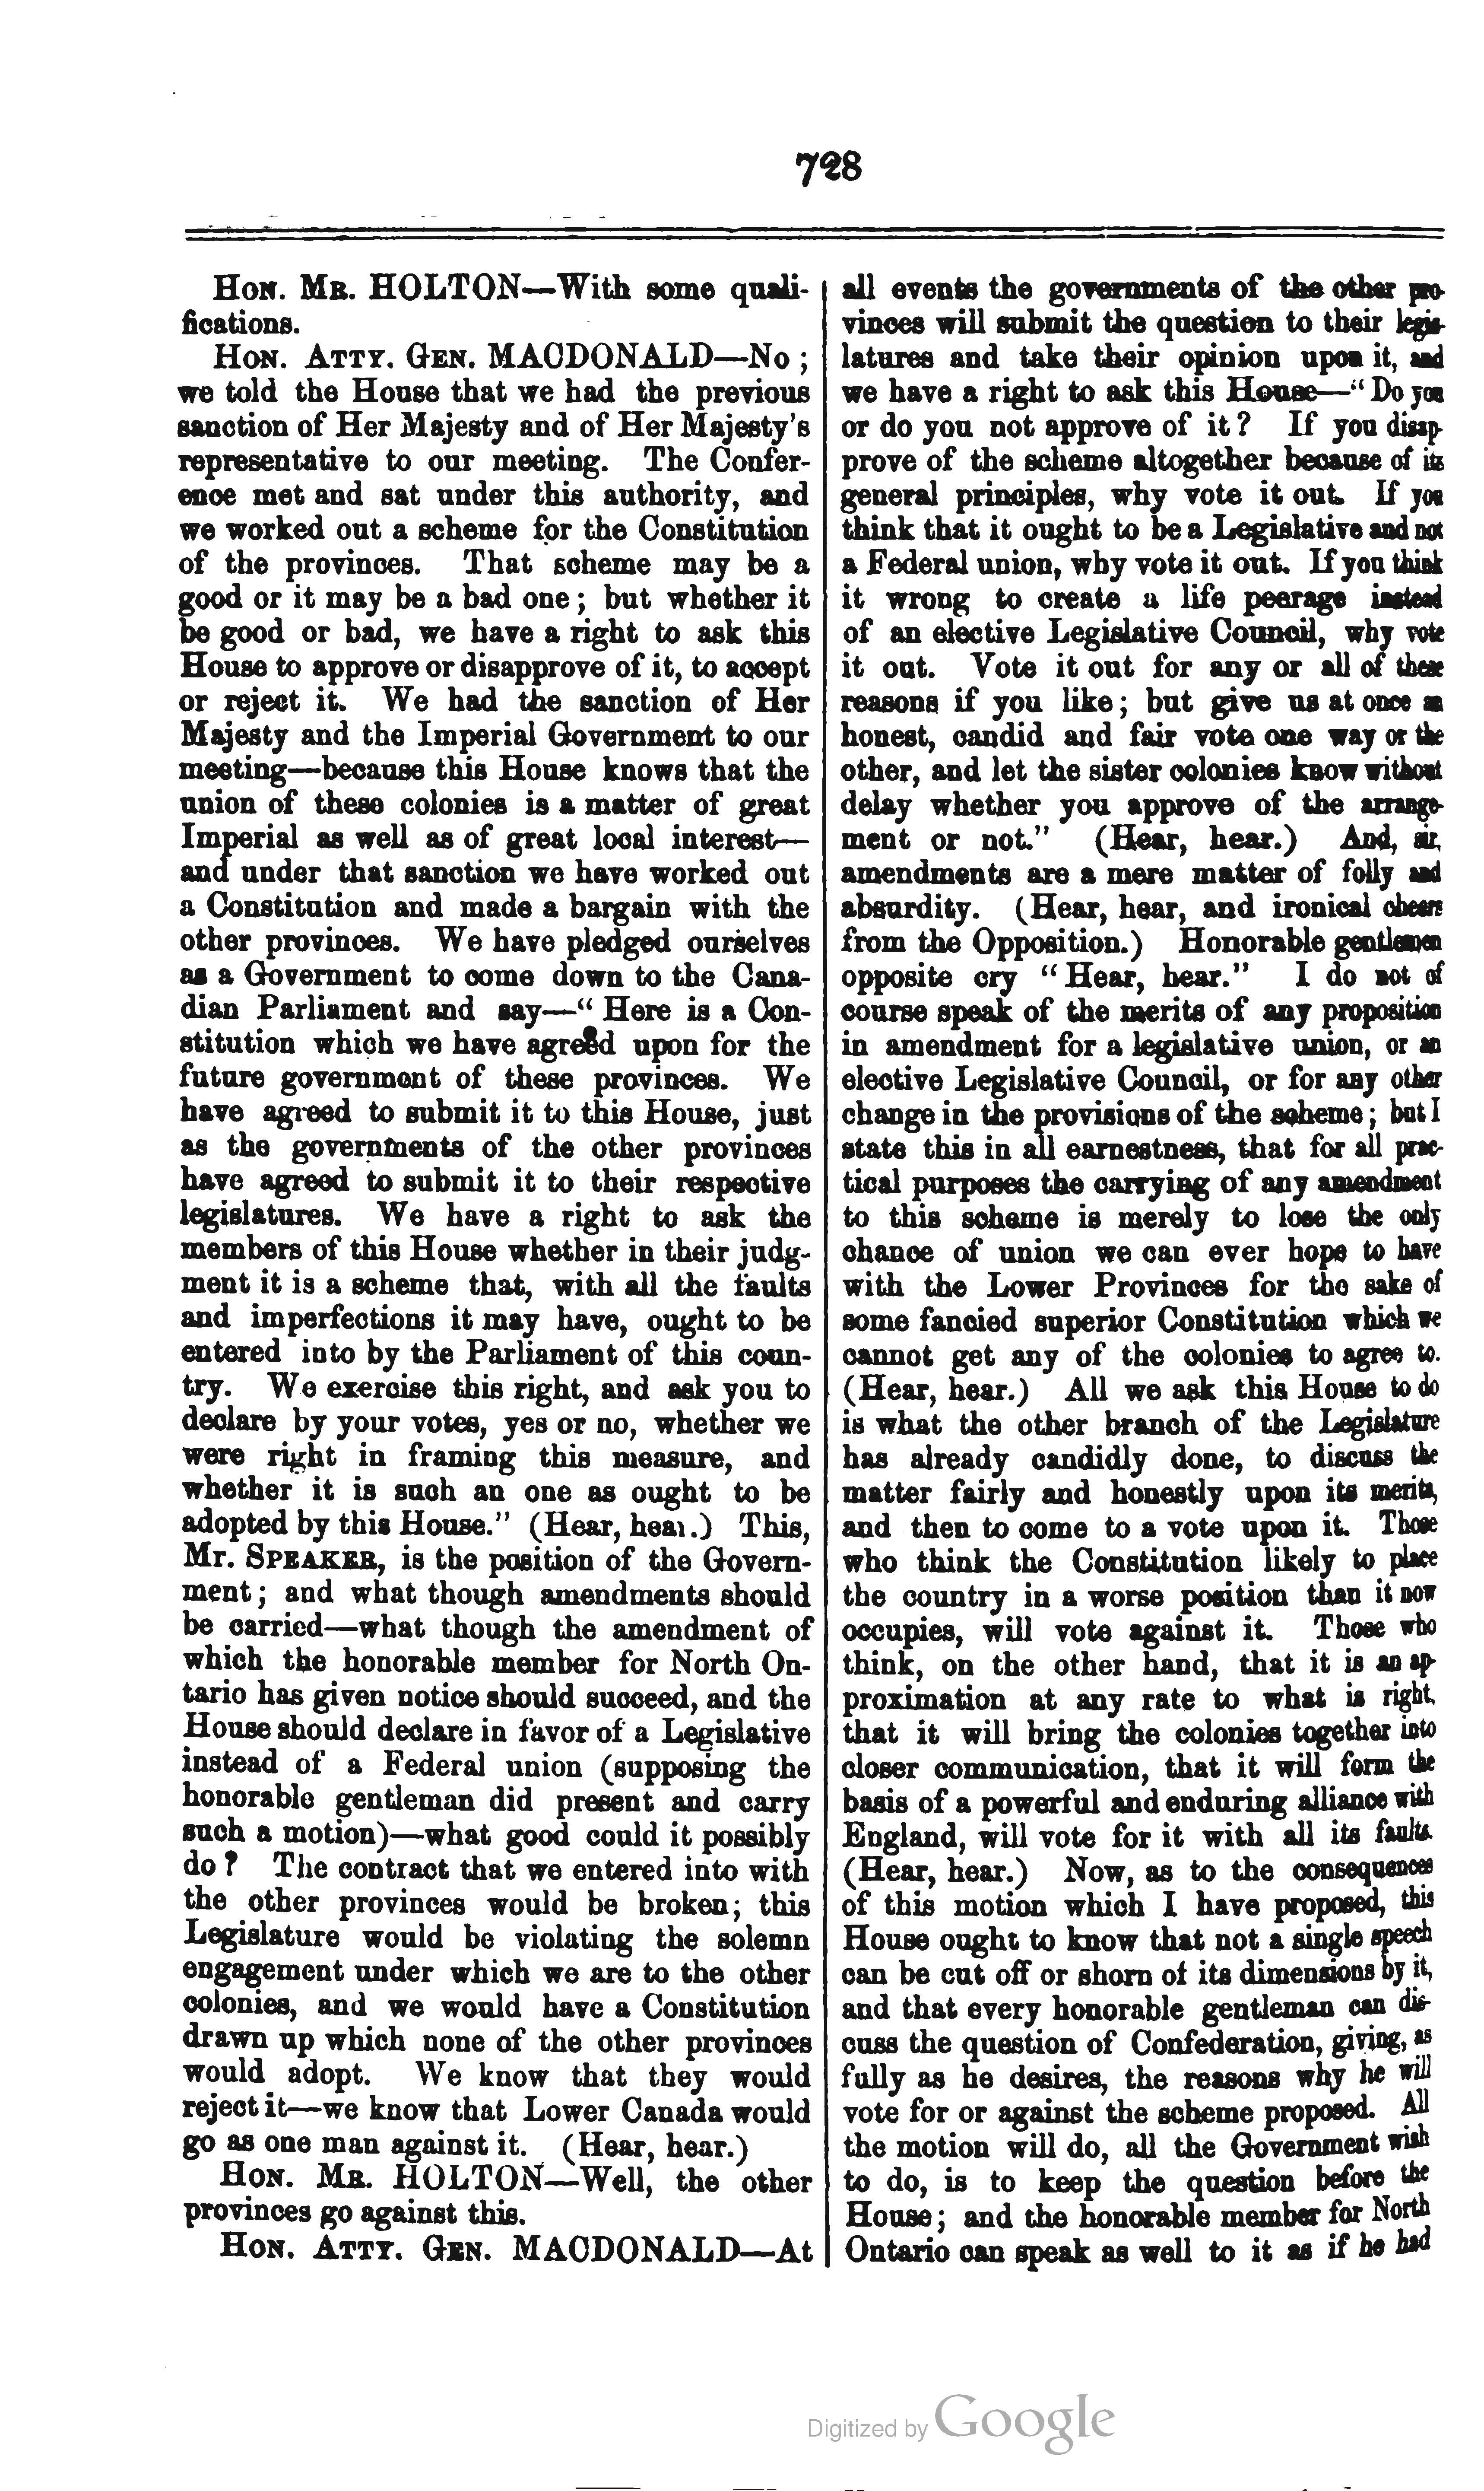 728
HON. MR. HOLTON—With some quali-
fications.
HON. ATTY. GEN. MACDONALD—No ;
we told the House that we had the previous
sanction of Her Majesty and of Her Majesty's
representative to our meeting. The Confer-
ence met and sat under this authority, and
we worked out a scheme for the Constitution
of the provinces. That scheme may be a
good or it may be a bad one ; but whether it
be good or bad, we have a right to ask this
House to approve or disapprove of it, to accept
or reject it. We had the sanction of Her
Majesty and the Imperial Government to our
meeting—because this House knows that the
union of these colonies is a matter of great
Imperial as well as of great local interest—
and under that sanction we have worked out
a Constitution and made a bargain with the
other provinces. We have pledged ourselves
as a Government to come down to the Cana-
dian Parliament and say—“ Here is a Con-
stitution which we have agreed upon for the
future government of these provinces. We
have agreed to submit it to this House, just
as the governments of the other provinces
have agreed to submit it to their respective
legislatures. We have a right to ask the
members of this House whether in their judg-
ment it is a scheme that, with all the faults
and imperfections it may have, ought to be
entered into by the Parliament of this coun-
try. We exercise this right, and ask you to
declare by your votes, yes or no, whether we
were right in framing this measure, and
whether it is such an one as ought to be
adopted by this House.” (Hear, hear.) This,
Mr. SPEAKER, is the position of the Govern-
ment ; and what though amendments should
be carried—what though the amendment of
which the honorable member for North On-
tario has given notice should succeed, and the
House should declare in favor of a Legislative
instead of a Federal union (supposing the
honorable gentleman did present and carry
such a motion)—what good could it possibly
do ? The contract that we entered into with
the other provinces would be broken ; this
Legislature would be violating the solemn
engagement under which we are to the other
colonies, and we would have a Constitution
drawn up which none of the other provinces
would adopt. We know that they would
reject it—we know that Lower Canada would
go as one man against it. (Hear, hear.)
HON. MR. HOLTON—Well, the other
provinces go against this.
HON. ATTY. GEN. MACDONALD—At
all events the governments of the other pro-
vinces will submit the question to their legis-
latures and take their opinion upon it, and
we have a right to ask this House—“ Do you
or do you not approve of it ? If you disap-
prove of the scheme altogether because of its
general principles, why vote it out. If you
think that it ought to be a Legislative and not
a Federal union, why vote it out. If you think
it wrong to create a life peerage instead
of an elective Legislative Council, why vote
it out. Vote it out for any or all of these
reasons if you like ; but give us at once an
honest, candid and fair vote one way or the
other, and let the sister colonies know without
delay whether you approve of the arrange-
ment or not.” (Hear, hear.) And, sir,
amendments are a mere matter of folly and
absurdity. (Hear, hear, and ironical cheers
from the Opposition.) Honorable gentlemen
opposite cry “ Hear, hear.” I do not of
course speak of the merits of any proposition
in amendment for a legislative union, or an
elective Legislative Council, or for any other
change in the provisions of the scheme ; but I
state this in all earnestness, that for all prac-
tical purposes the carrying of any amendment
to this scheme is merely to lose the only
chance of union we can ever hope to have
with the Lower Provinces for the sake of
some fancied superior Constitution which we
cannot get any of the colonies to agree to.
(Hear, hear.) All we ask this House to do
is what the other branch of the Legislature
has already candidly done, to discuss the
matter fairly and honestly upon its merits,
and then to come to a vote upon it. Those
who think the Constitution likely to place
the country in a worse position than it now
occupies, will vote against it. Those who
think, on the other hand, that it is an ap-
proximation at any rate to what is right,
that it will bring the colonies together into
closer communication, that it will form the
basis of a powerful and enduring alliance with
England, will vote for it with all its faults.
(Hear, hear.) Now, as to the consequences
of this motion which I have proposed, this
House ought to know that not a single speech
can be cut off or shorn of its dimensions by it,
and that every honorable gentleman can dis-
cuss the question of Confederation, giving, as
fully as he desires, the reasons why he will
vote for or against the scheme proposed. All
the motion will do, all the Government wish
to do, is to keep the question before the
House ; and the honorable member for North
Ontario can speak as well to it as if he had
Digitized by Google